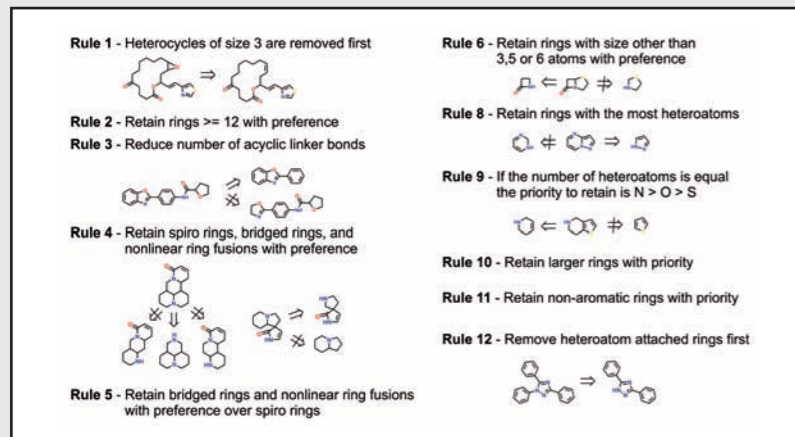 Rule 1 - Heterocycles of size 3 are removed first
Rule 2 - Retain rings >= 12 with preference
Rule 3 - Reduce number of acyclic linker bonds
Rule 4 - Retain spiro rings, bridged rings, and
nonlinear ring fusions with preference
Rule 5 - Retain bridged rings and nonlinear ring fusions
with preference over spiro rings
Rule 6 - Retain rings with size other than
3,5 or 6 atoms with preference
Rule 8 - Retain rings with the most heteroatoms
Rule 9 - If the number of heteroatoms is equal
the priority to retain is N > O > S
Rule 10 - Retain larger rings with priority
Rule 11 - Retain non-aromatic rings with priority
Rule 12 - Remove heteroatom attached rings first